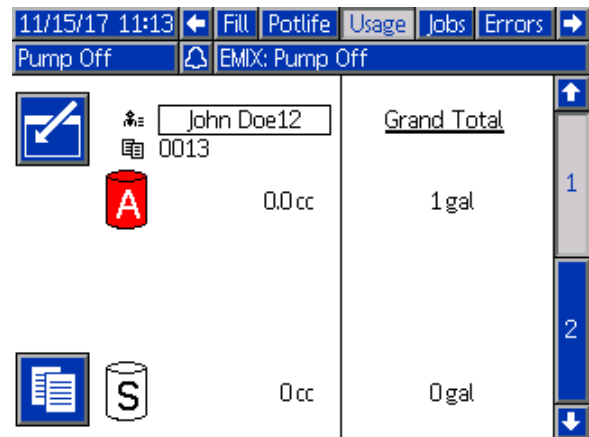 11/15/17 11:13 Fill Potlife Usage Jobs Errors
Pump Off EMIX: Pump Off
John Doe12 Grand Total
0013
A 0.0 cc 1 gal
1
2
S 0 cc 0 gal